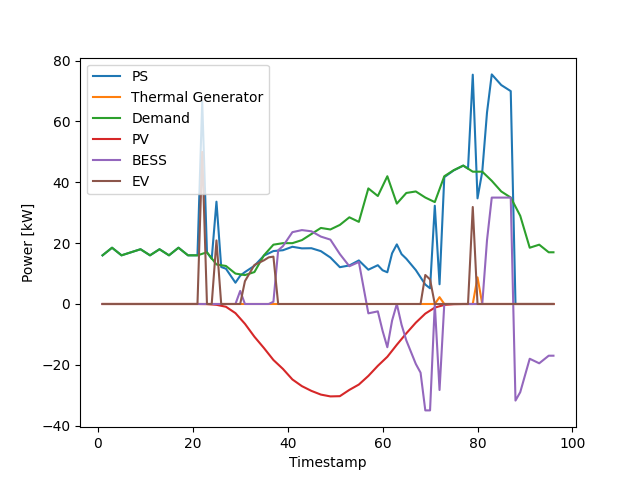 80
60
40
20
0
−20
−40
Power [kW]
PS
Thermal Generator
Demand
PV
BESS
EV
0
20
40
60
80
100
Timestamp